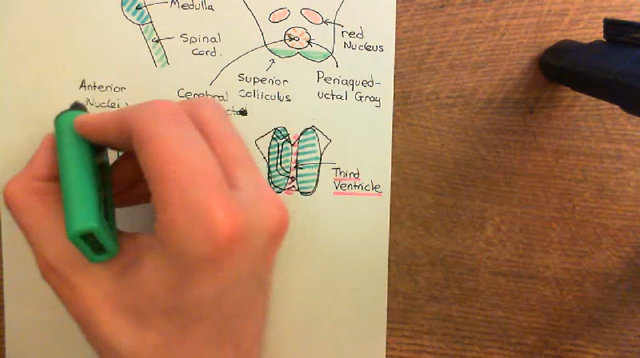 Medulla
Spinal
Cord.
red
Nucleus
Superior
Colliculus
Periaqued-
uctal Gray
Cerebral
Anterior
Nuclei
Third
Ventricle